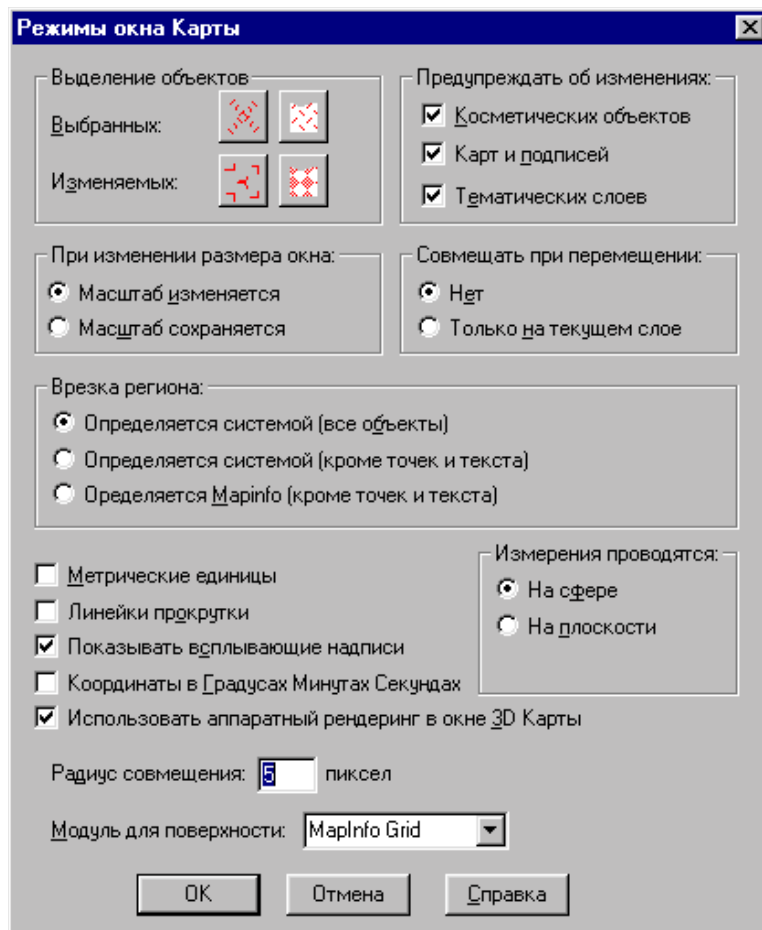 Режимы окна Карты
Выделение объектов
Выбранных:
Изменяемых:
Предупреждать об изменениях:
Косметических объектов
Карт и подписей
Тематических слоев
При изменении размера окна:
Масштаб изменяется
Масштаб сохраняется
Совмещать при перемещении:
Нет
Только на текущем слое
Врезка региона:
Определяется системой (все объекты)
Определяется системой (кроме точек и текста)
Оределяется Mapinfo (кроме точек и текста)
Метрические единицы
Линейки прокрутки
Показывать всплывающие надписи
Координаты в Градусах Минутах Секундах
Использовать аппаратный рендеринг в окне 3D Карты
Измерения проводятся:
На сфере
На плоскости
Радиус совмещения: 5 пиксел
Модуль для поверхности: MapInfo Grid
OK Отмена Справка